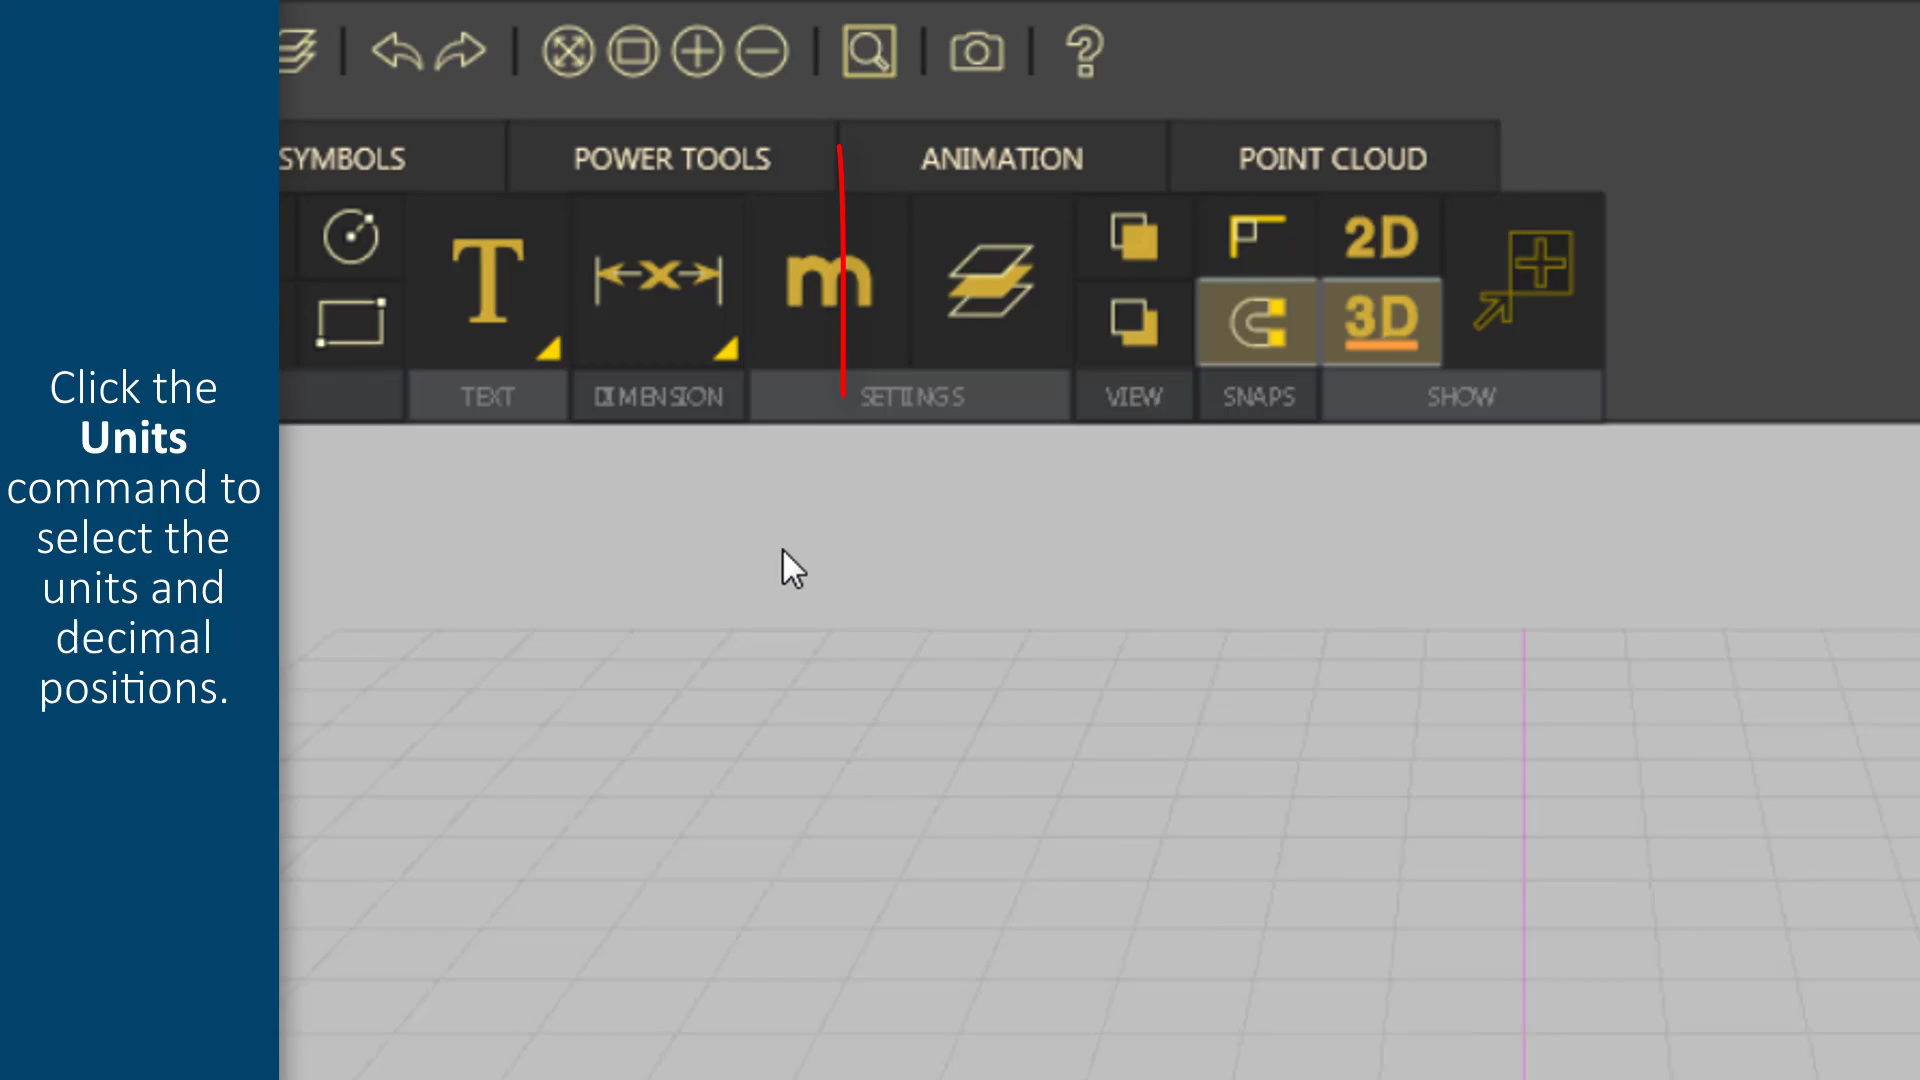 Click the
Units
command to
select the
units and
decimal
positions.
SYMBOLS
POWER TOOLS
ANIMATION
POINT CLOUD
T
x
m
2D
3D
TEXT
DIMENSION
SETTINGS
VIEW
SNAPS
SHOW